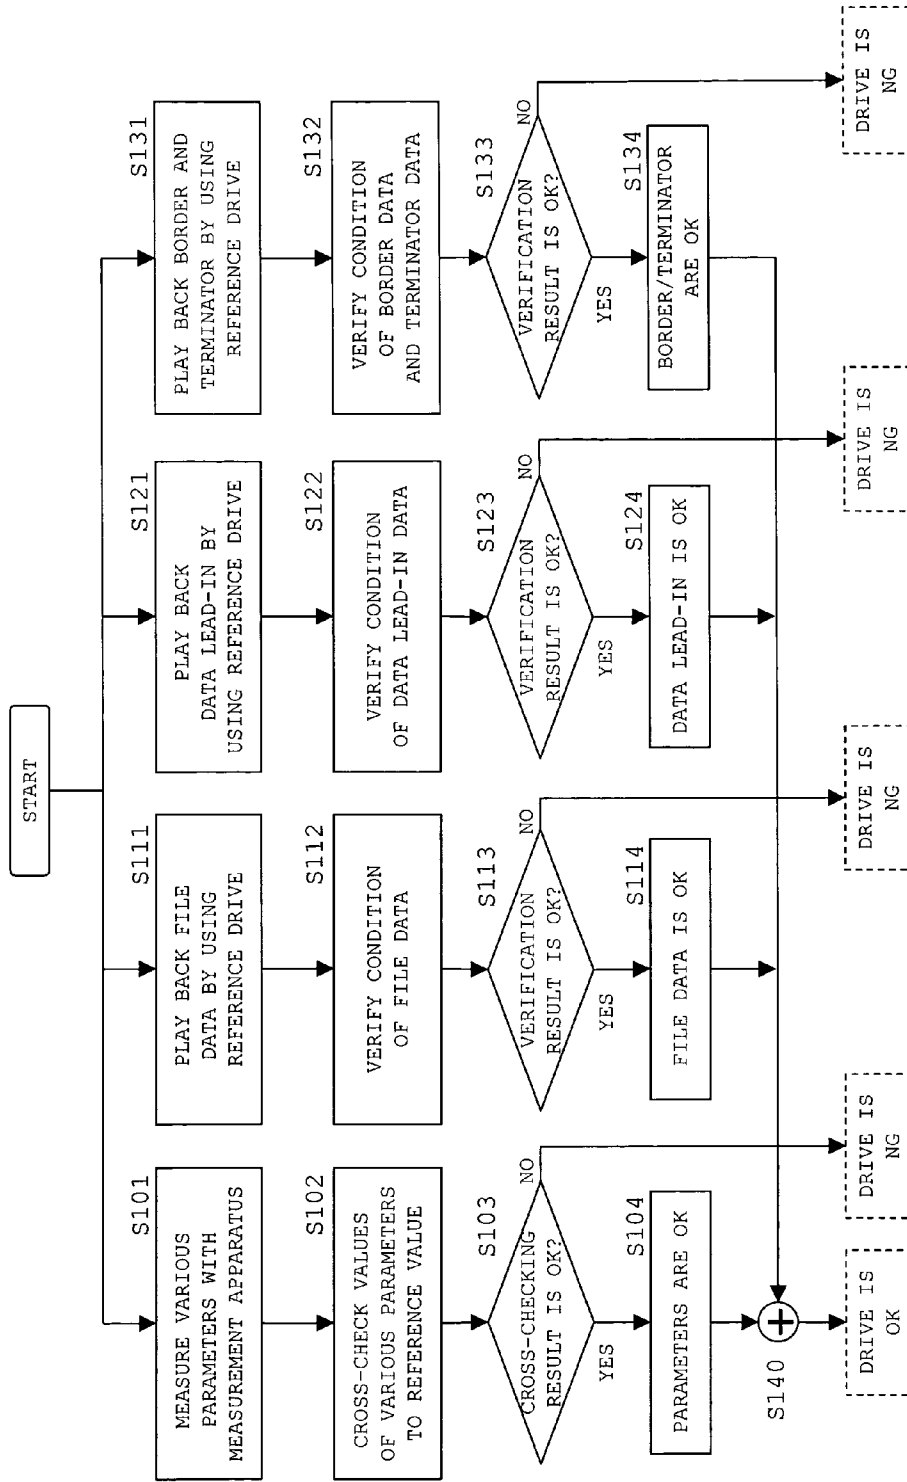 START
S101
MEASURE VARIOUS
PARAMETERS WITH
MEASUREMENT APPARATUS
S102
CROSS-CHECK VALUES
OF VARIOUS PARAMETERS
TO REFERENCE VALUE
S103
CROSS-CHECKING
RESULT IS OK?
NO
YES
S104
PARAMETERS ARE OK
S140
DRIVE IS
OK
DRIVE IS
NG
S111
PLAY BACK FILE
DATA BY USING
REFERENCE DRIVE
S112
VERIFY CONDITION
OF FILE DATA
S113
VERIFICATION
RESULT IS OK?
NO
YES
S114
FILE DATA IS OK
DRIVE IS
NG
S121
PLAY BACK
DATA LEAD-IN BY
USING REFERENCE DRIVE
S122
VERIFY CONDITION
OF DATA LEAD-IN DATA
S123
VERIFICATION
RESULT IS OK?
NO
YES
S124
DATA LEAD-IN IS OK
DRIVE IS
NG
S131
PLAY BACK BORDER AND
TERMINATOR BY USING
REFERENCE DRIVE
S132
VERIFY CONDITION
OF BORDER DATA
AND TERMINATOR DATA
S133
VERIFICATION
RESULT IS OK?
NO
YES
S134
BORDER/TERMINATOR
ARE OK
DRIVE IS
NG